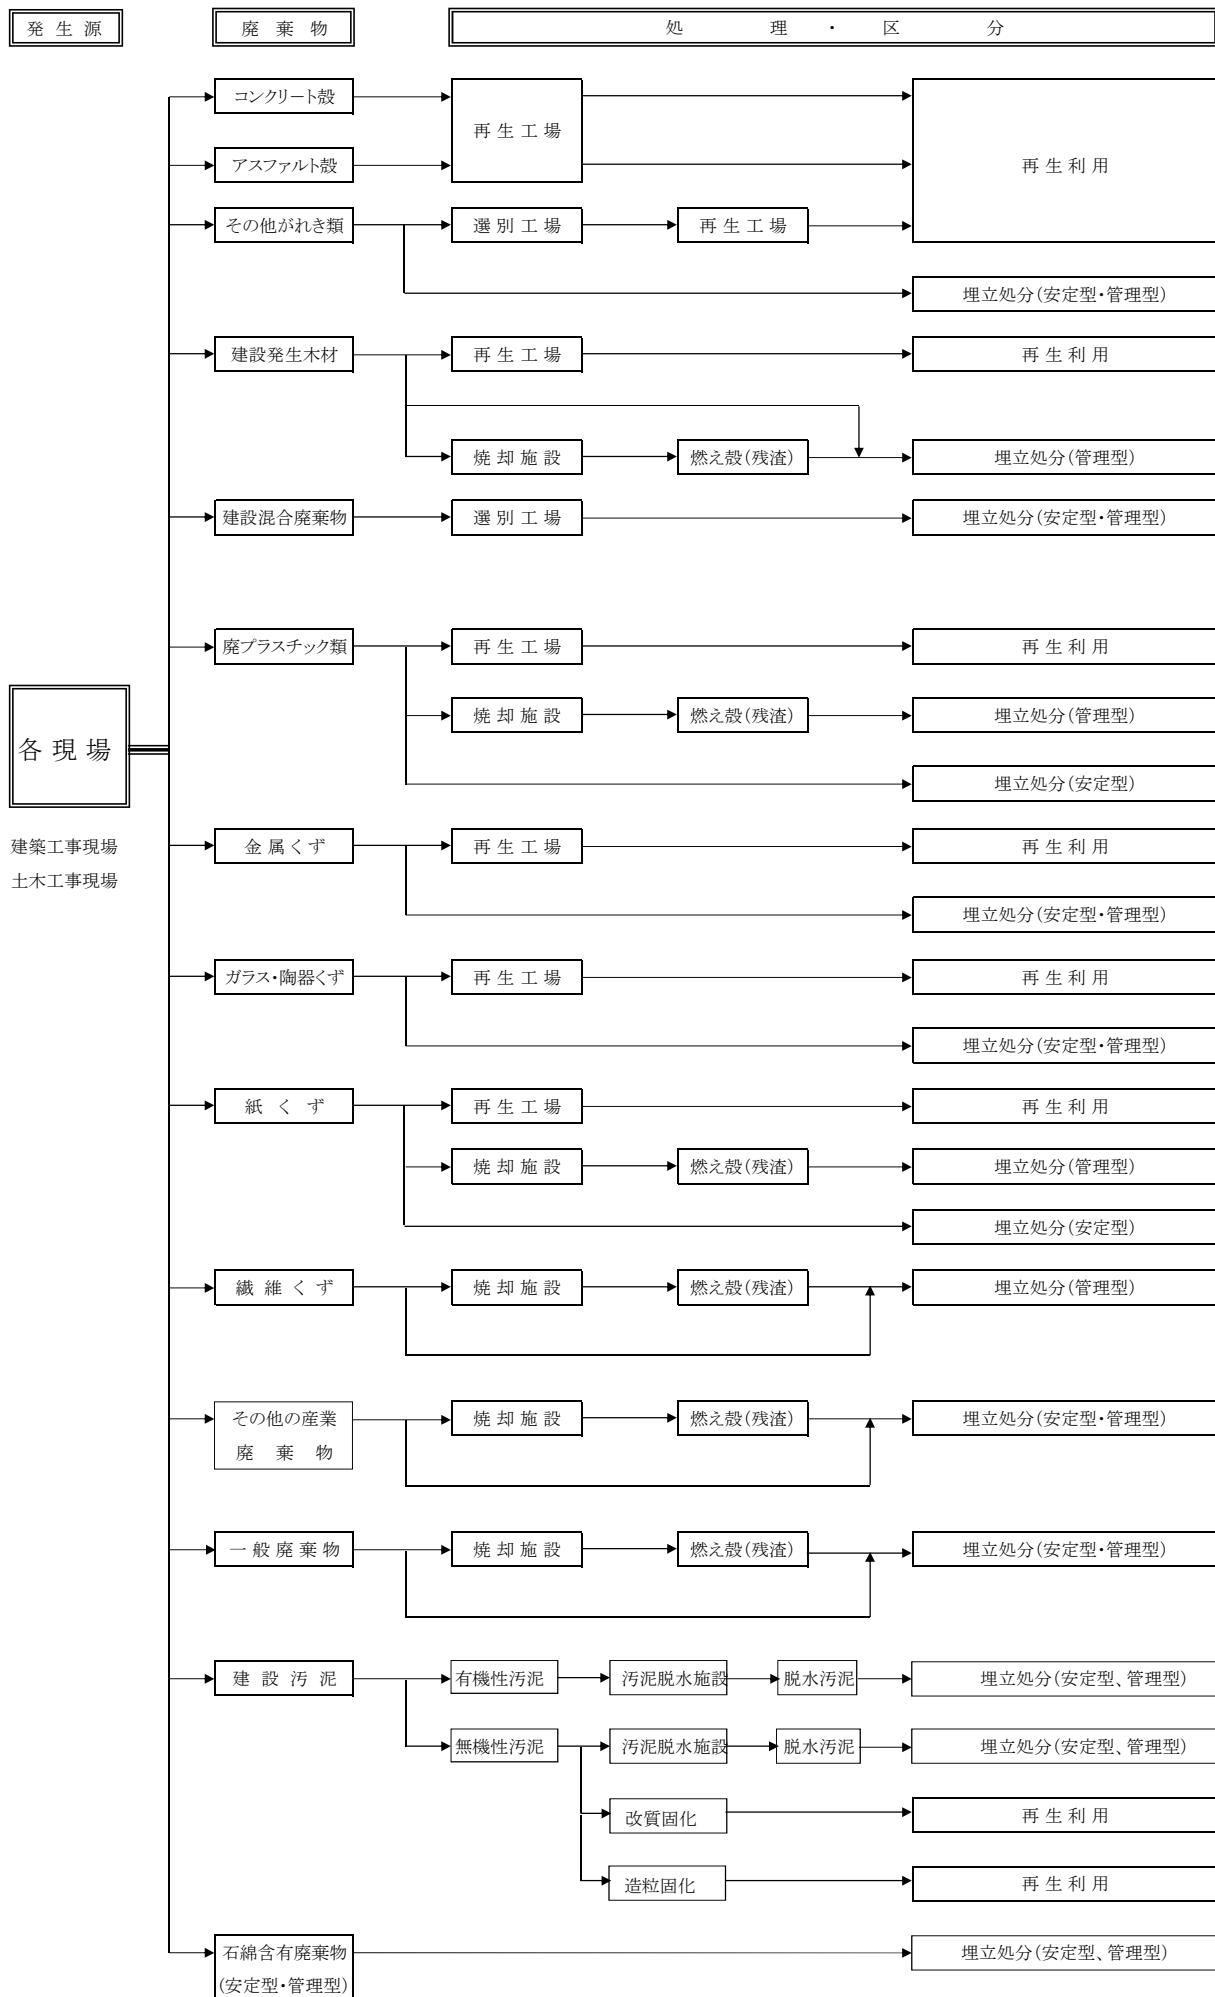 発生源 廃棄物 処理・区分
コンクリート殻 再生工場 再生利用
アスファルト殻
その他がれき類 選別工場 再生工場
埋立処分(安定型・管理型)
建設発生木材 再生工場 再生利用
焼却施設 燃え殻(残渣) 埋立処分(管理型)
建設混合廃棄物 選別工場 埋立処分(安定型・管理型)
廃プラスチック類 再生工場 再生利用
焼却施設 燃え殻(残渣) 埋立処分(管理型)
各現場
埋立処分(安定型)
建築工事現場
土木工事現場
金属くず 再生工場 再生利用
埋立処分(安定型・管理型)
ガラス・陶器くず 再生工場 再生利用
埋立処分(安定型・管理型)
紙くず 再生工場 再生利用
焼却施設 燃え殻(残渣) 埋立処分(管理型)
埋立処分(安定型)
繊維くず 焼却施設 燃え殻(残渣) 埋立処分(管理型)
その他の産業 焼却施設 燃え殻(残渣) 埋立処分(安定型・管理型)
廃棄物
一般廃棄物 焼却施設 燃え殻(残渣) 埋立処分(安定型・管理型)
建設汚泥 有機性汚泥 汚泥脱水施設 脱水汚泥 埋立処分(安定型、管理型)
無機性汚泥 汚泥脱水施設 脱水汚泥 埋立処分(安定型、管理型)
改質固化 再生利用
造粒固化 再生利用
石綿含有廃棄物 埋立処分(安定型、管理型)
(安定型・管理型)